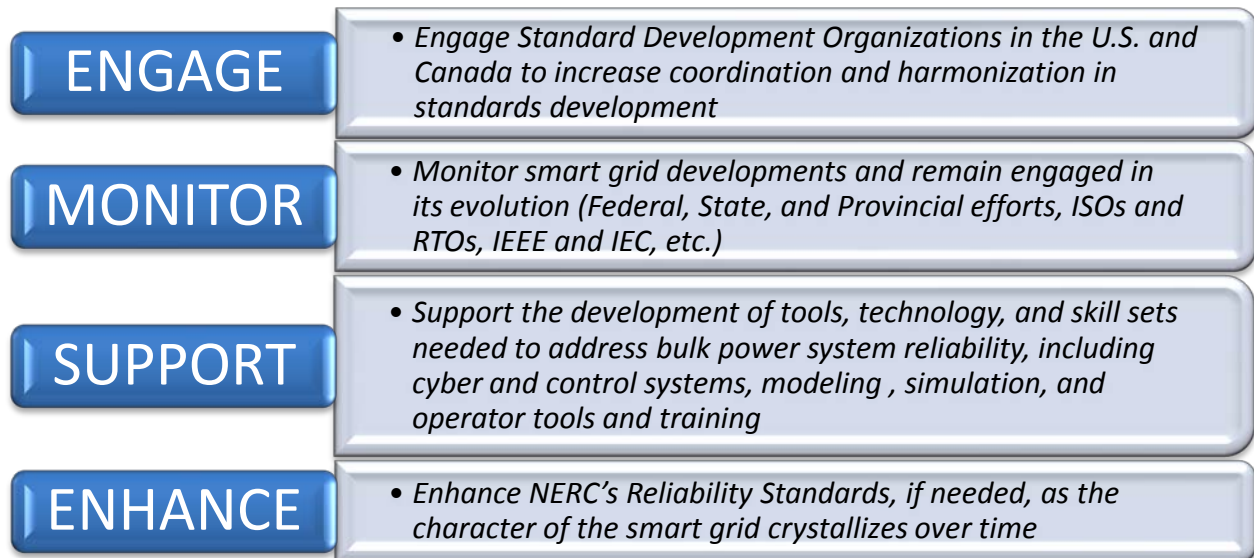 ENGAGE
• Engage Standard Development Organizations in the U.S. and
Canada to increase coordination and harmonization in
standards development
MONITOR
• Monitor smart grid developments and remain engaged in
its evolution (Federal, State, and Provincial efforts, ISOs and
RTOs, IEEE and IEC, etc.)
SUPPORT
• Support the development of tools, technology, and skill sets
needed to address bulk power system reliability, including
cyber and control systems, modeling , simulation, and
operator tools and training
ENHANCE
• Enhance NERC’s Reliability Standards, if needed, as the
character of the smart grid crystallizes over time